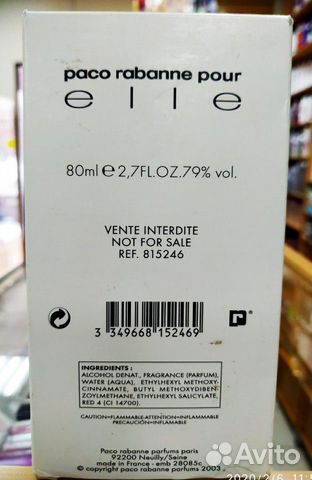 paco rabanne pour
elle
80ml e 2,7FL.OZ.79% vol.
VENTE INTERDITE
NOT FOR SALE
REF. 815246
3 349668 152469
INGREDIENTS :
ALCOHOL DENAT., FRAGRANCE (PARFUM),
WATER (AQUA), ETHYLHEXYL METHOXY-
CINNAMATE, BUTYL METHOXYDIBEN-
ZOYLMETHANE, ETHYLHEXYL SALICYLATE,
RED 4 (CI 14700).
CAUTION=FLAMMABLE-ATTENTION=INFLAMMABLE
PRECAUCIÓN=INFLAMABLE
Paco rabanne parfums paris
92200 Neuilly/Seine
made in France - emb 28085c
© copyright paco rabanne parfums 2003
Avito
2020/2/6